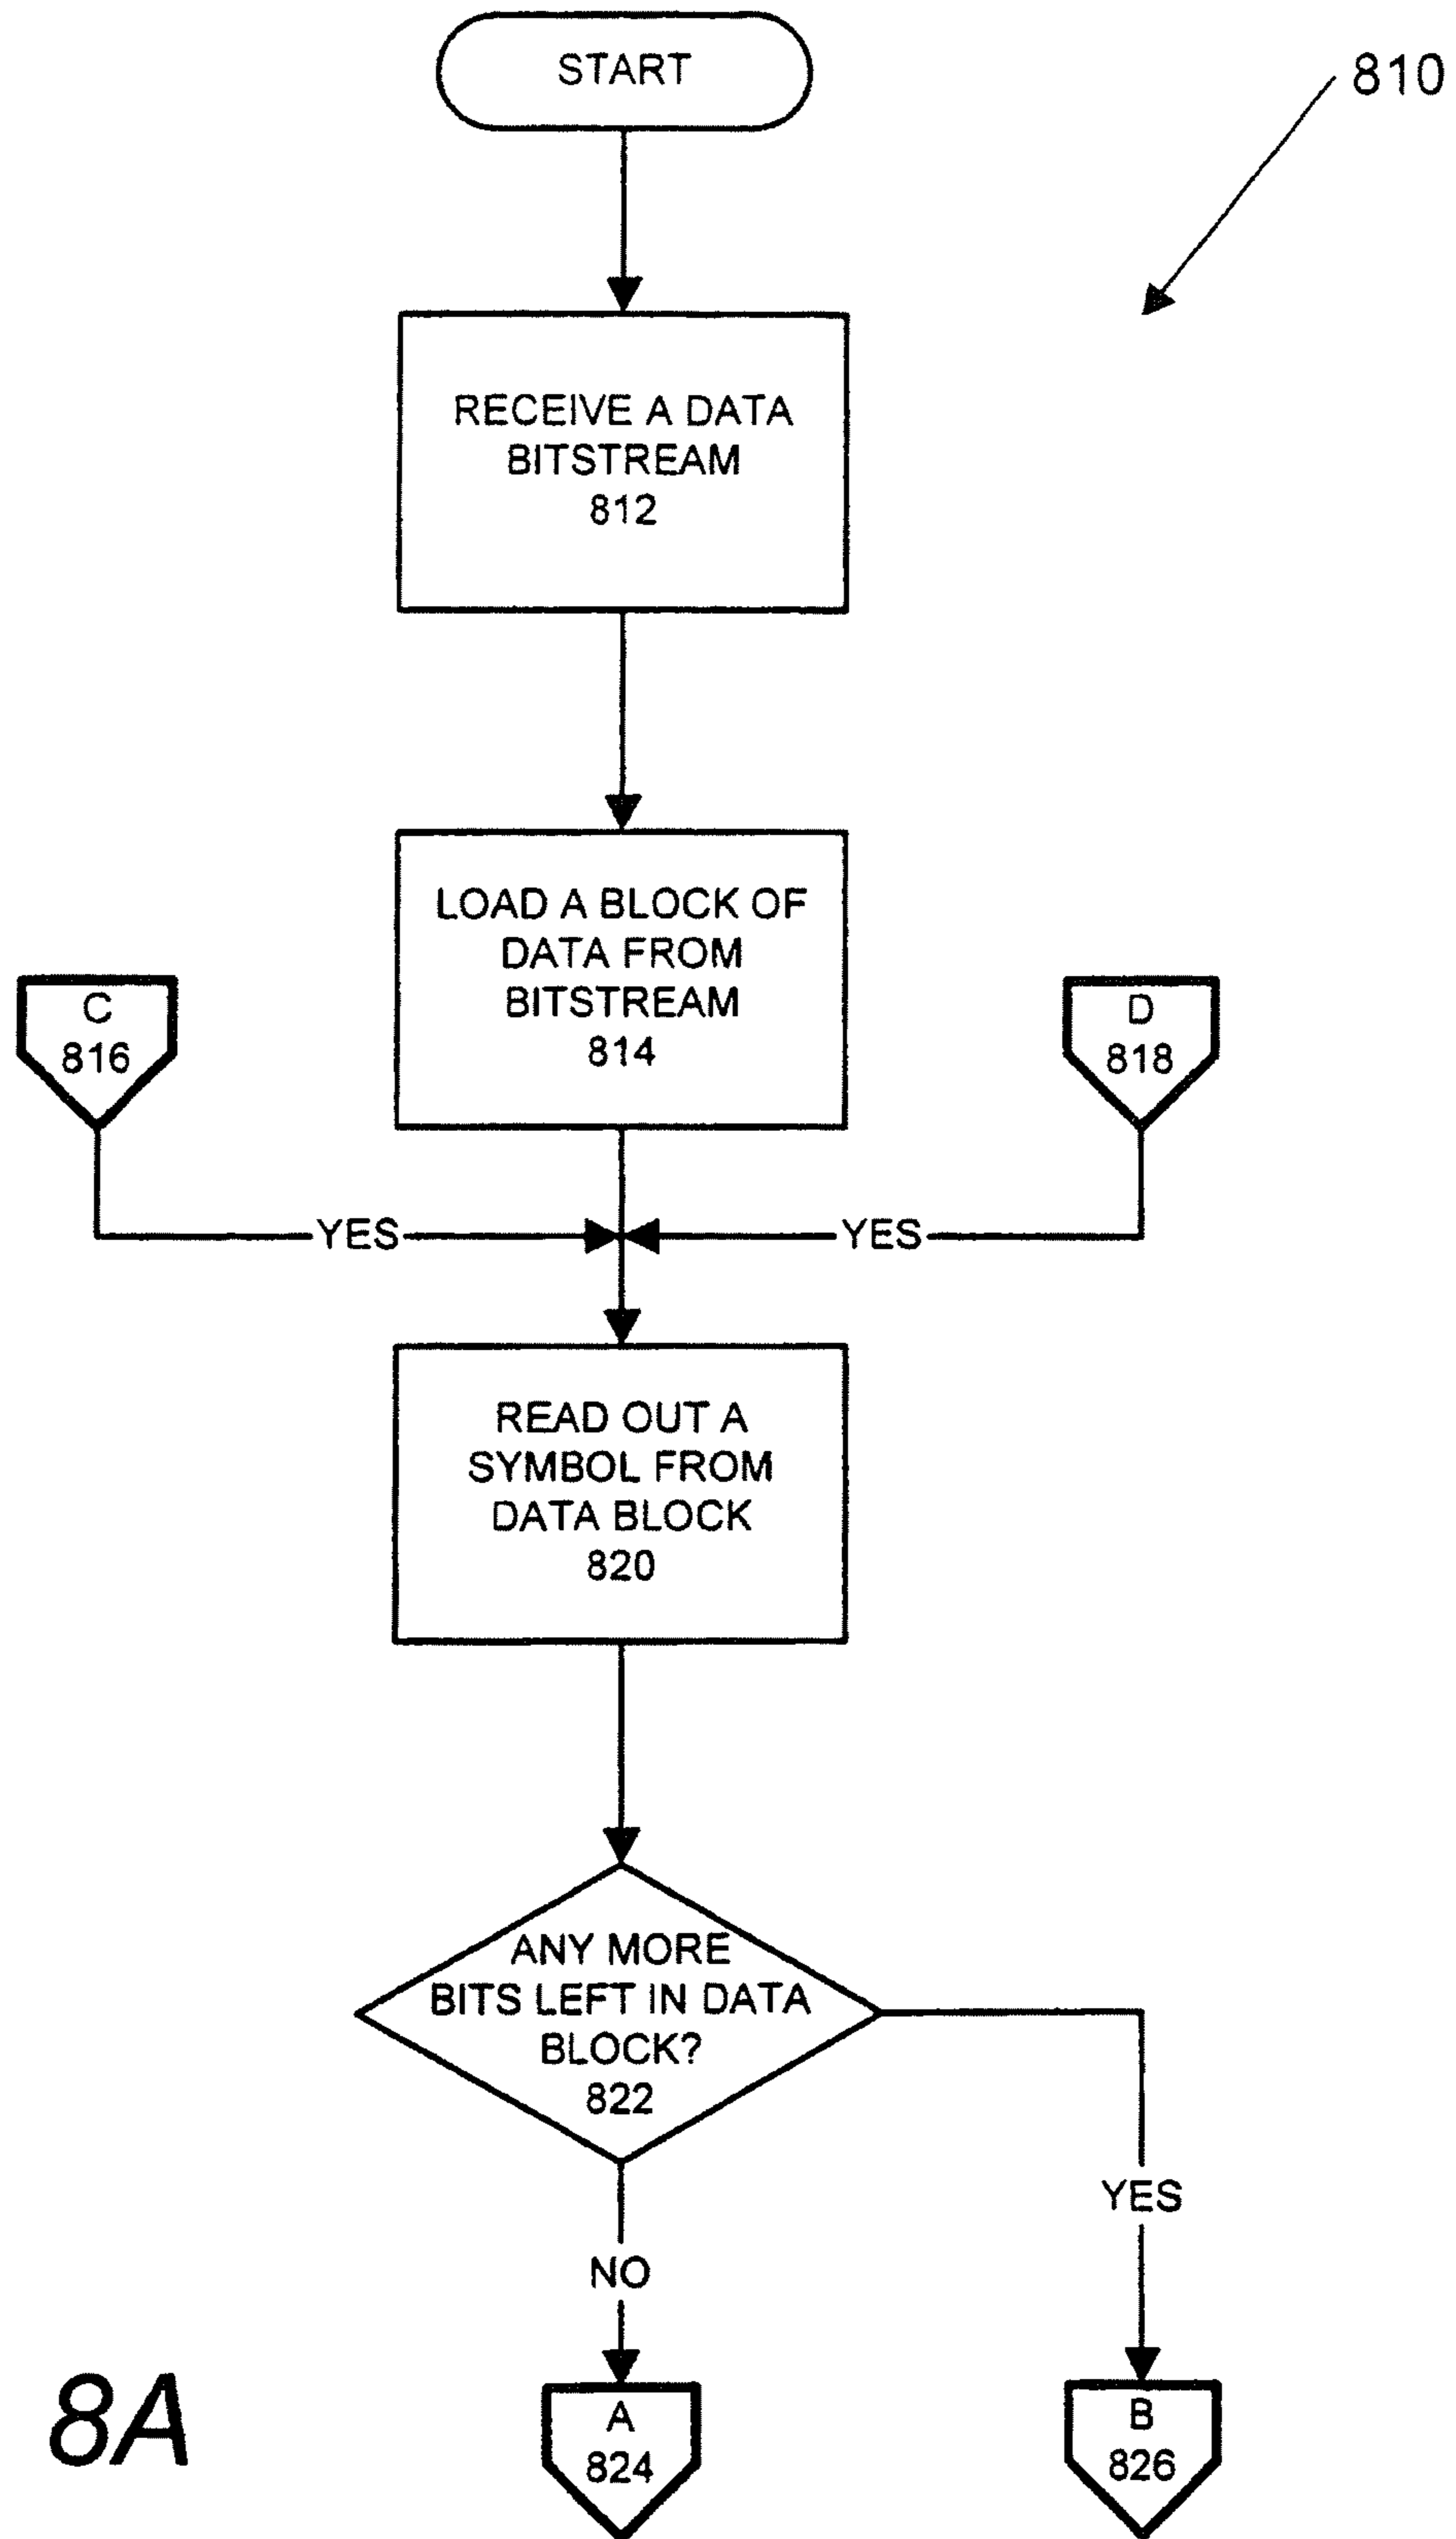 START
810
RECEIVE A DATA
BITSTREAM
812
LOAD A BLOCK OF
DATA FROM
BITSTREAM
814
C
816
D
818
YES
YES
READ OUT A
SYMBOL FROM
DATA BLOCK
820
ANY MORE
BITS LEFT IN DATA
BLOCK?
822
YES
NO
8A
A
824
B
826